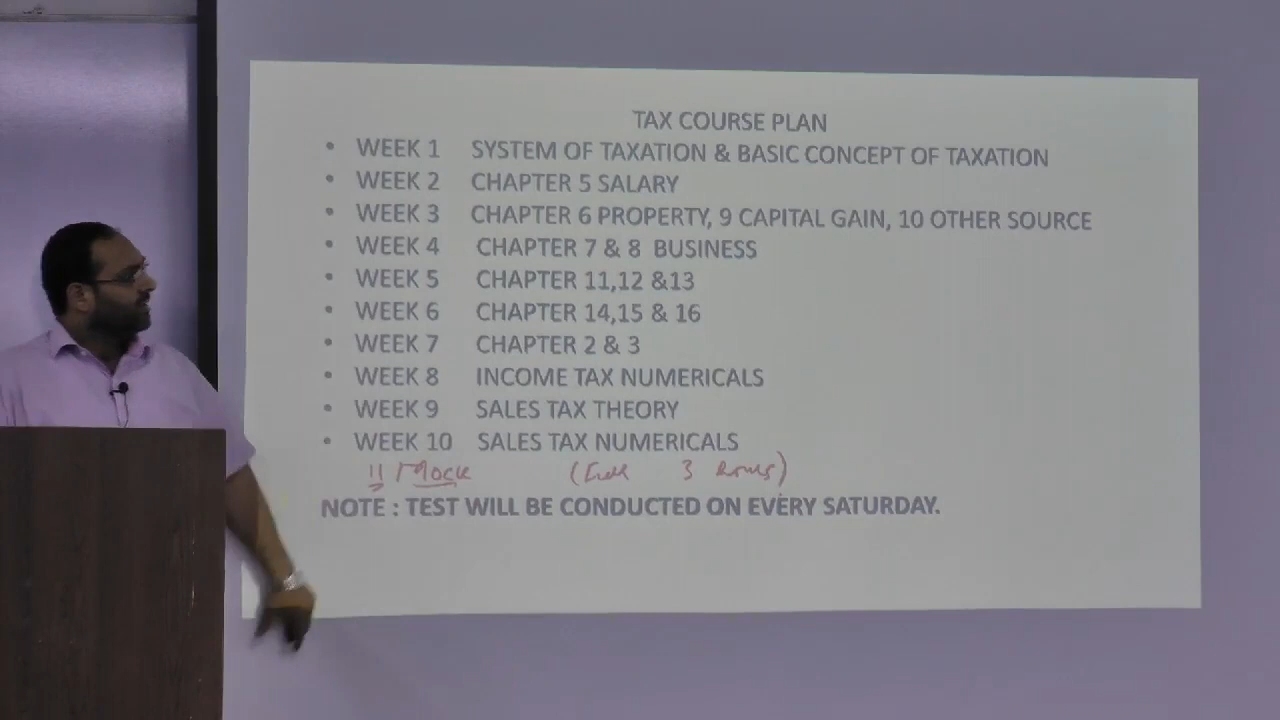 TAX COURSE PLAN
• WEEK 1 SYSTEM OF TAXATION & BASIC CONCEPT OF TAXATION
• WEEK 2 CHAPTER 5 SALARY
• WEEK 3 CHAPTER 6 PROPERTY, 9 CAPITAL GAIN, 10 OTHER SOURCE
• WEEK 4 CHAPTER 7 & 8 BUSINESS
• WEEK 5 CHAPTER 11,12 &13
• WEEK 6 CHAPTER 14,15 & 16
• WEEK 7 CHAPTER 2 & 3
• WEEK 8 INCOME TAX NUMERICALS
• WEEK 9 SALES TAX THEORY
• WEEK 10 SALES TAX NUMERICALS
11 Mock (Full 3 hours)
NOTE : TEST WILL BE CONDUCTED ON EVERY SATURDAY.